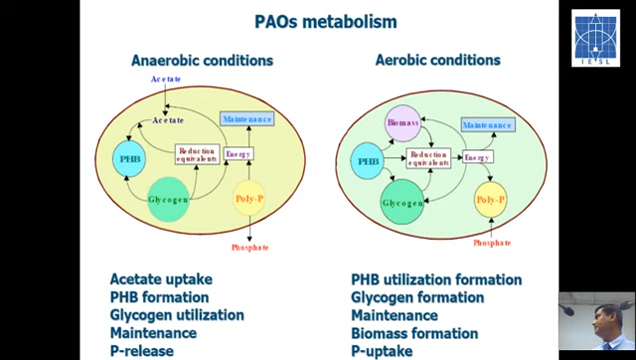 PAOs metabolism
Anaerobic conditions
Acetate
Acetate
Maintenance
PHB
Reduction
equivalents
Energy
Glycogen
Poly-P
Phosphate
Acetate uptake
PHB formation
Glycogen utilization
Maintenance
P-release
Aerobic conditions
Biomass
Maintenance
PHB
Reduction
equivalents
Energy
Glycogen
Poly-P
Phosphate
PHB utilization formation
Glycogen formation
Maintenance
Biomass formation
P-uptake
IESL